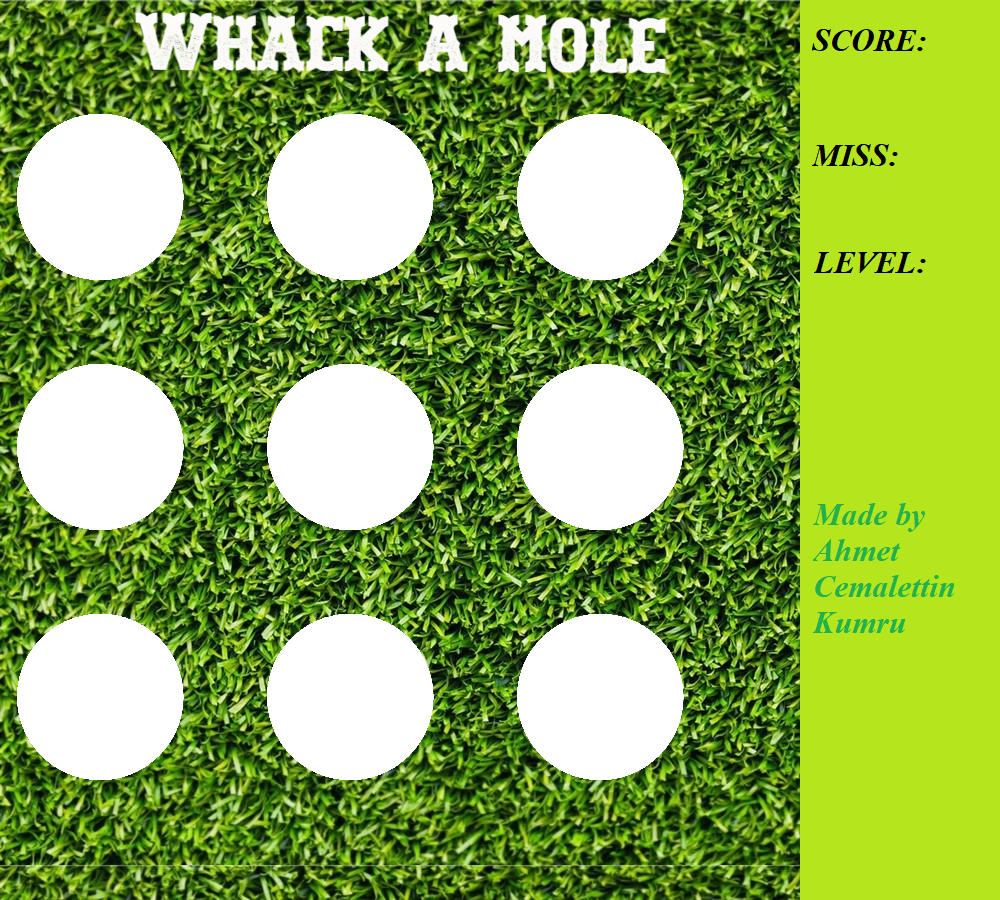 WHACK A MOLE
SCORE:
MISS:
LEVEL:
Made by
Ahmet
Cemalettin
Kumru